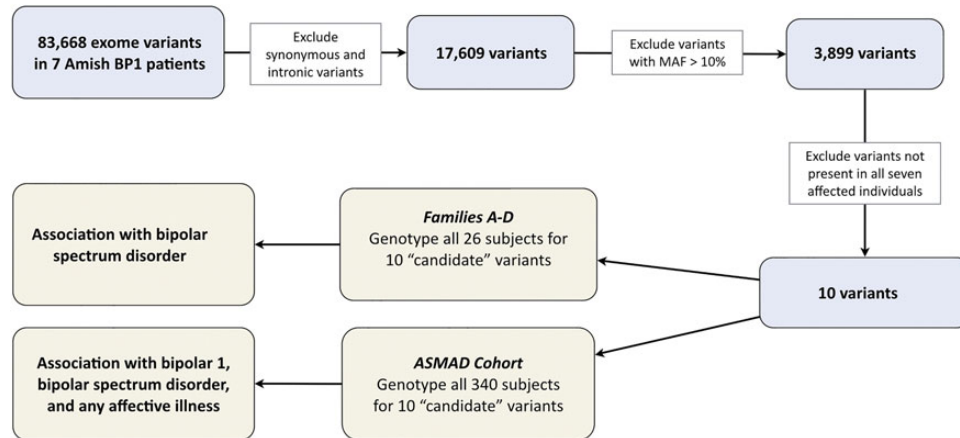 83,668 exome variants
in 7 Amish BP1 patients
Exclude
synonymous and
intronic variants
17,609 variants
Exclude variants
with MAF > 10%
3,899 variants
Exclude variants not
present in all seven
affected individuals
10 variants
Families A-D
Genotype all 26 subjects for
10 “candidate” variants
Association with bipolar
spectrum disorder
ASMAD Cohort
Genotype all 340 subjects
for 10 “candidate” variants
Association with bipolar 1,
bipolar spectrum disorder,
and any affective illness